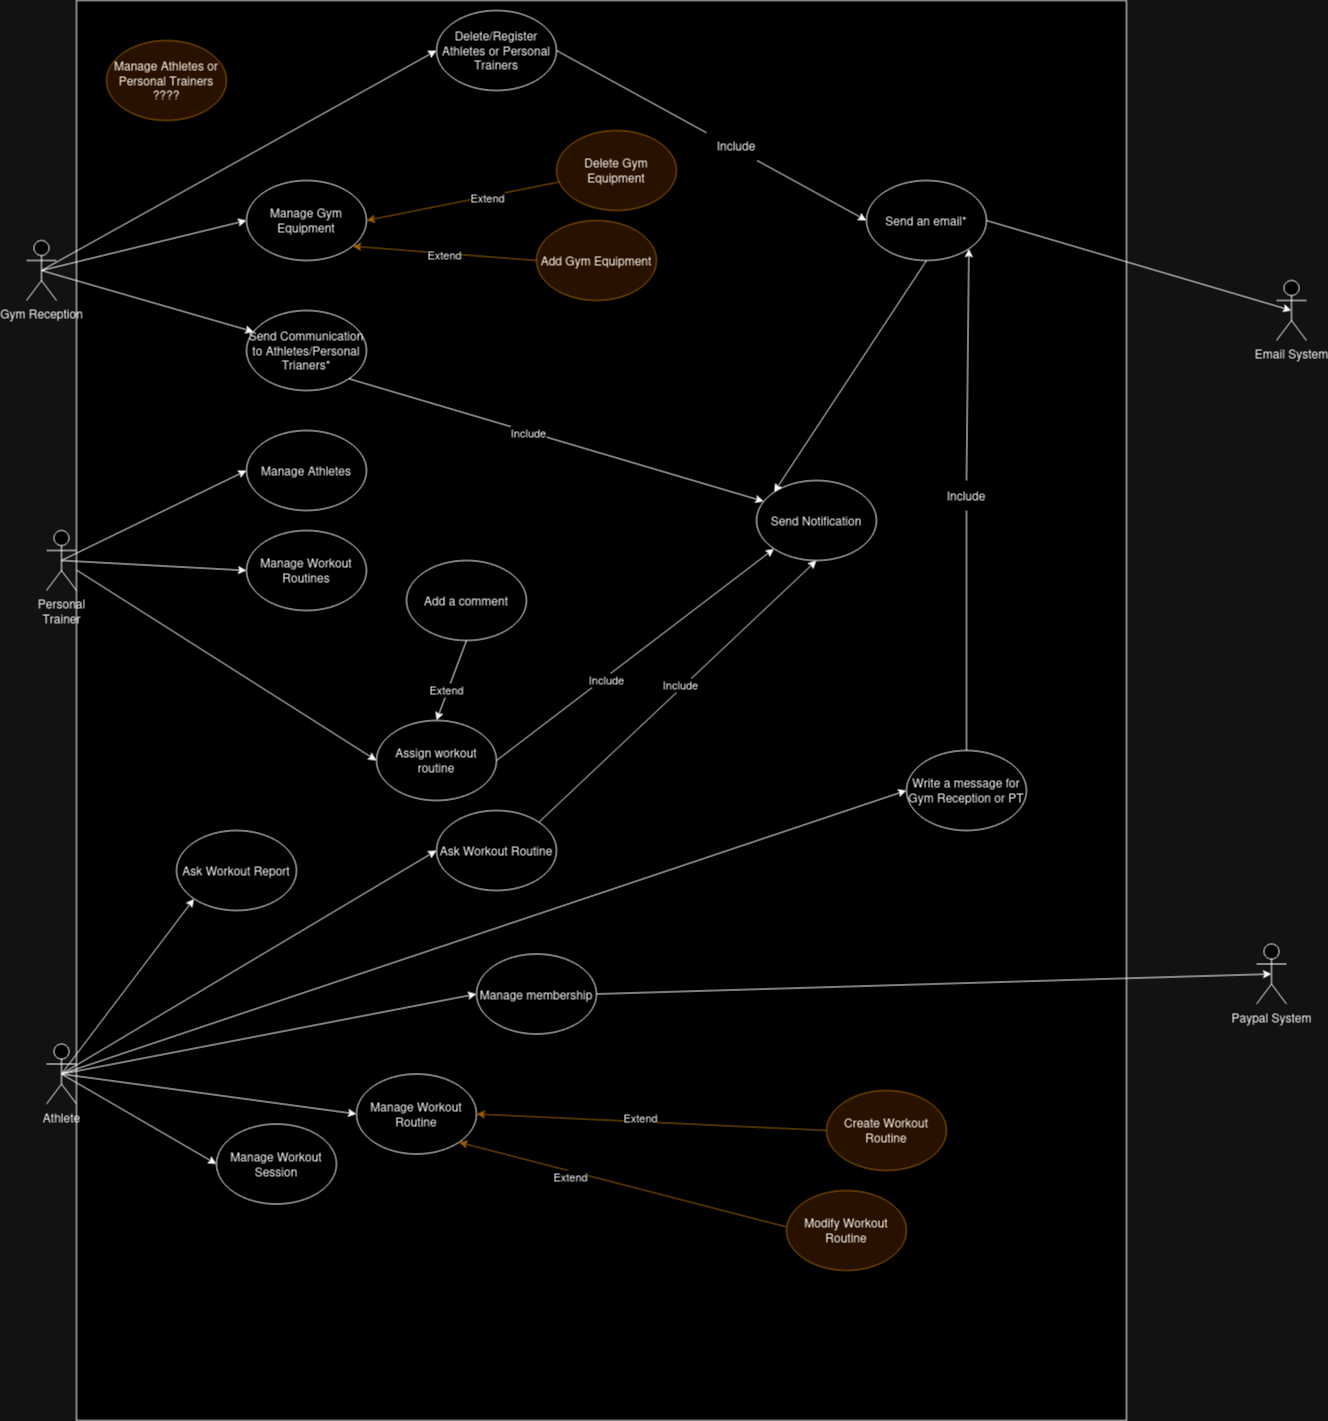 Delete/Register
Athletes or Personal
Trainers
Manage Athletes or
Personal Trainers
????
Include
Delete Gym
Equipment
Extend
Manage Gym
Equipment
Send an email*
Extend
Add Gym Equipment
Gym Reception
Send Communication
to Athletes/Personal
Trianers*
Email System
Include
Manage Athletes
Include
Send Notification
Manage Workout
Routines
Personal
Trainer
Add a comment
Include
Include
Extend
Assign workout
routine
Write a message for
Gym Reception or PT
Ask Workout Routine
Ask Workout Report
Manage membership
Paypal System
Athlete
Manage Workout
Routine
Extend
Create Workout
Routine
Manage Workout
Session
Extend
Modify Workout
Routine